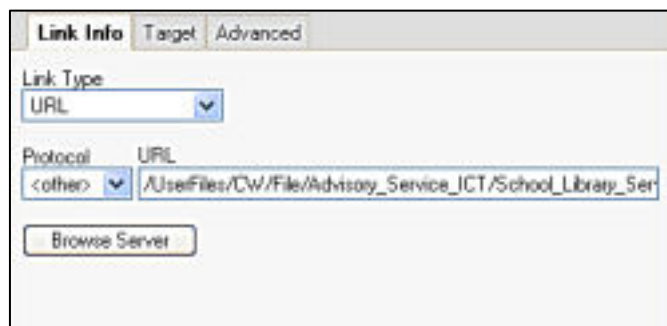 Link Info Target Advanced
Link Type
URL
Protocol URL
<other> /UserFiles/CW/File/Advisory_Service_ICT/School_Library_Ser
Browse Server